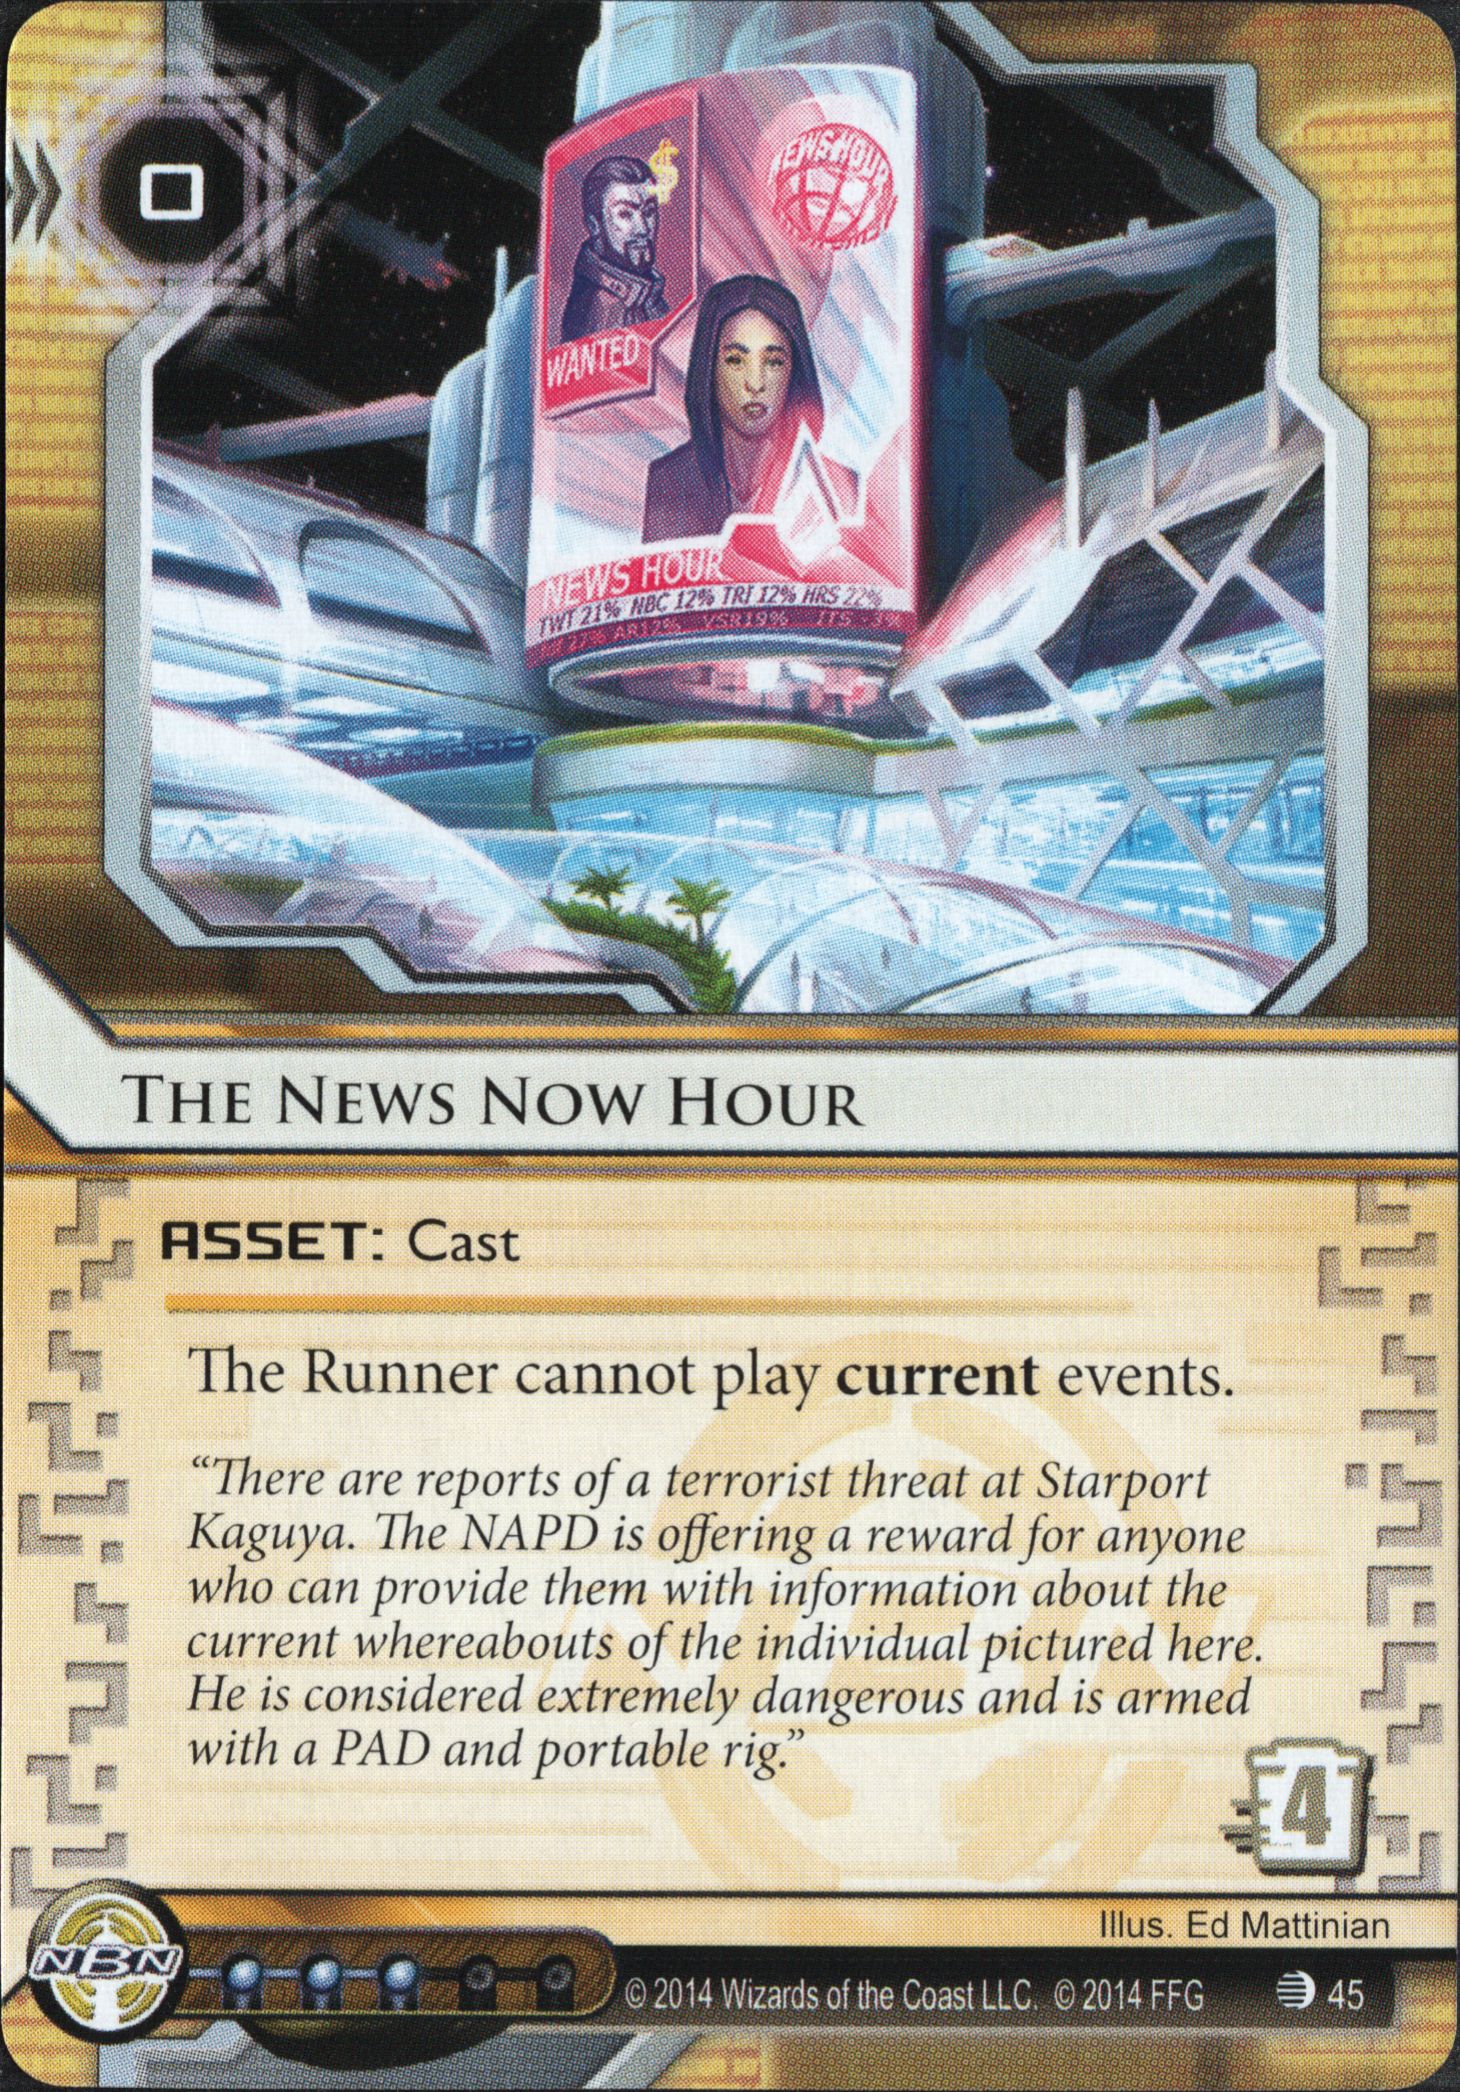 NEWS HOUR
WANTED
NEWS HOUR
TWT 21% NBC 12% TRI 12% HRS 22%
THE NEWS NOW HOUR
ASSET: Cast
The Runner cannot play current events.
“There are reports of a terrorist threat at Starport
Kaguya. The NAPD is offering a reward for anyone
who can provide them with information about the
current whereabouts of the individual pictured here.
He is considered extremely dangerous and is armed
with a PAD and portable rig.”
4
Illus. Ed Mattinian
NBN
© 2014 Wizards of the Coast LLC. © 2014 FFG
45